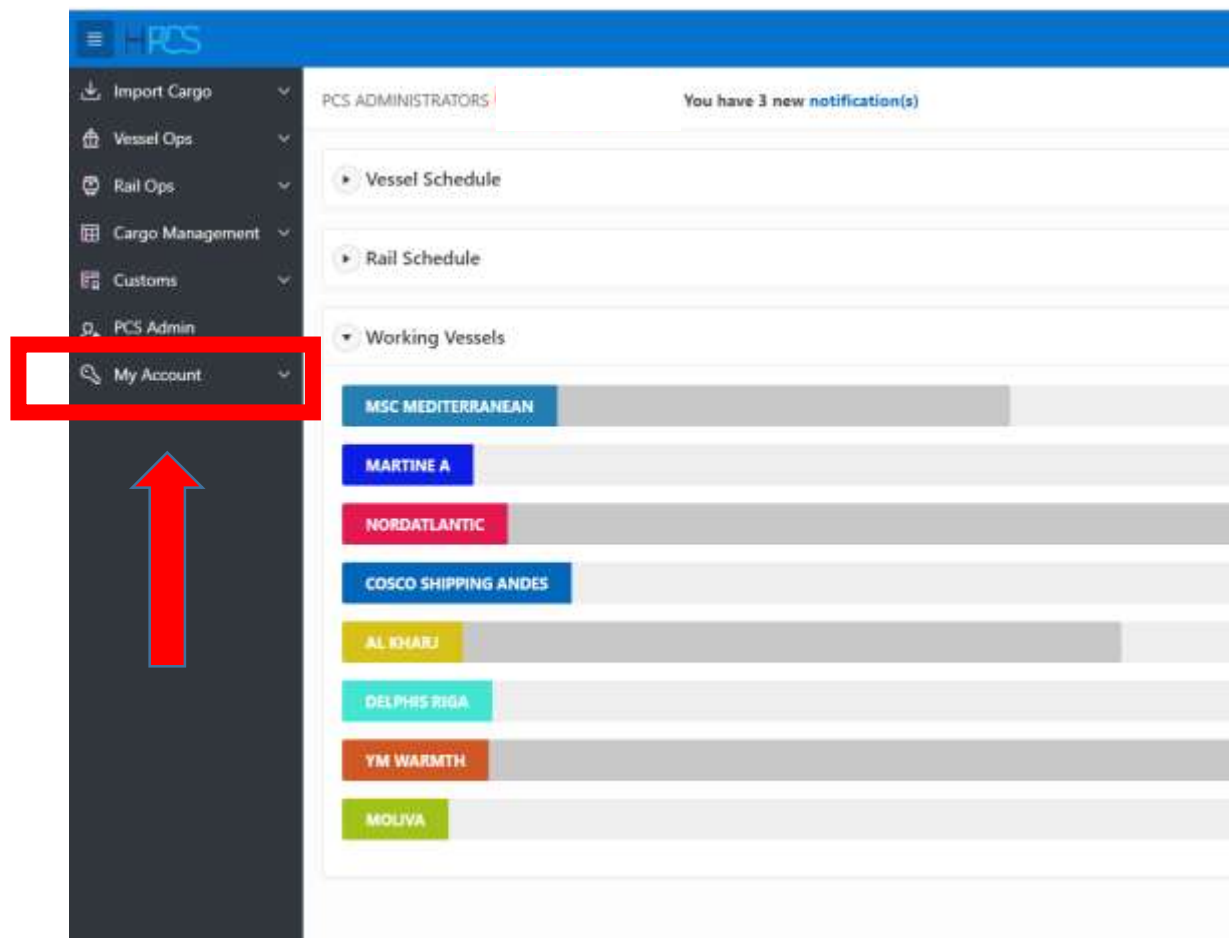 HPCS
Import Cargo
Vessel Ops
Rail Ops
Cargo Management
Customs
PCS Admin
My Account
PCS ADMINISTRATORS
You have 3 new notification(s)
Vessel Schedule
Rail Schedule
Working Vessels
MSC MEDITERRANEAN
MARTINE A
NORDATLANTIC
COSCO SHIPPING ANDES
AL KHARJ
DELPHIS RIGA
YM WARMTH
MOLIVA